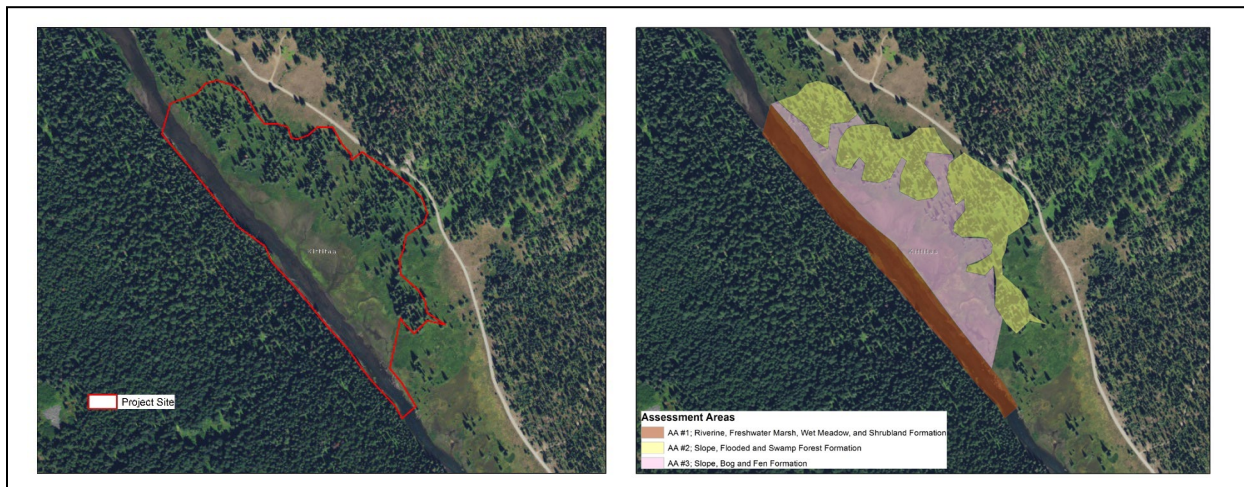 Project Site
Assessment Areas
AA #1; Riverine, Freshwater Marsh, Wet Meadow, and Shrubland Formation
AA #2; Slope, Flooded and Swamp Forest Formation
AA #3; Slope, Bog and Fen Formation